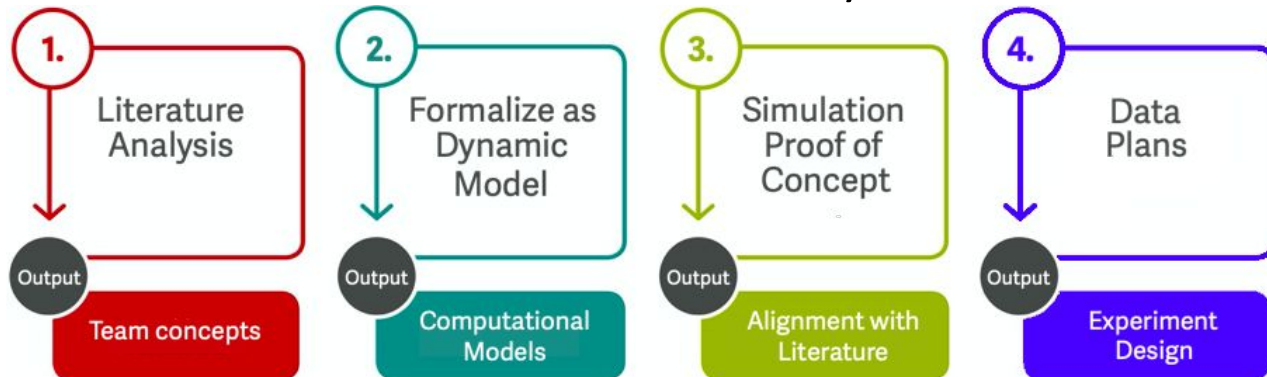 1.
Literature
Analysis
Output
Team concepts
2.
Formalize as
Dynamic
Model
Output
Computational
Models
3.
Simulation
Proof of
Concept
Output
Alignment with
Literature
4.
Data
Plans
Output
Experiment
Design